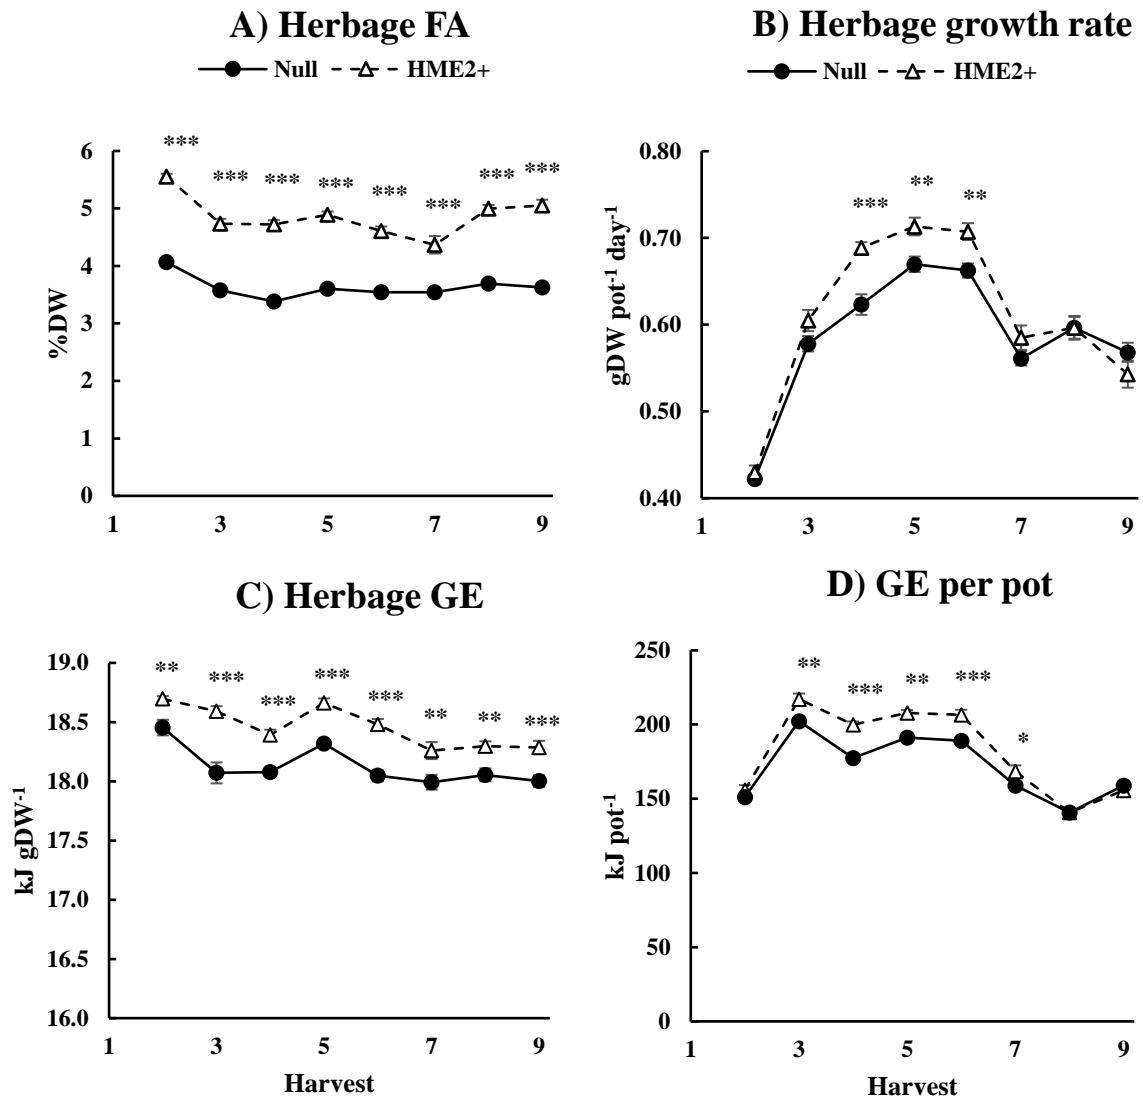 A) Herbage FA
Null HME2+
%DW
6
5
4
3
2
1
0
*** *** *** *** *** *** *** ***
1 3 5 7 9
B) Herbage growth rate
Null HME2+
gDW pot⁻¹ day⁻¹
0.80
0.70
0.60
0.50
0.40
*** ** **
1 3 5 7 9
C) Herbage GE
kJ gDW⁻¹
19.0
18.5
18.0
17.5
17.0
16.5
16.0
** *** *** *** *** ** ** ***
1 3 5 7 9
Harvest
D) GE per pot
kJ pot⁻¹
250
200
150
100
50
0
** *** ** *** *
1 3 5 7 9
Harvest